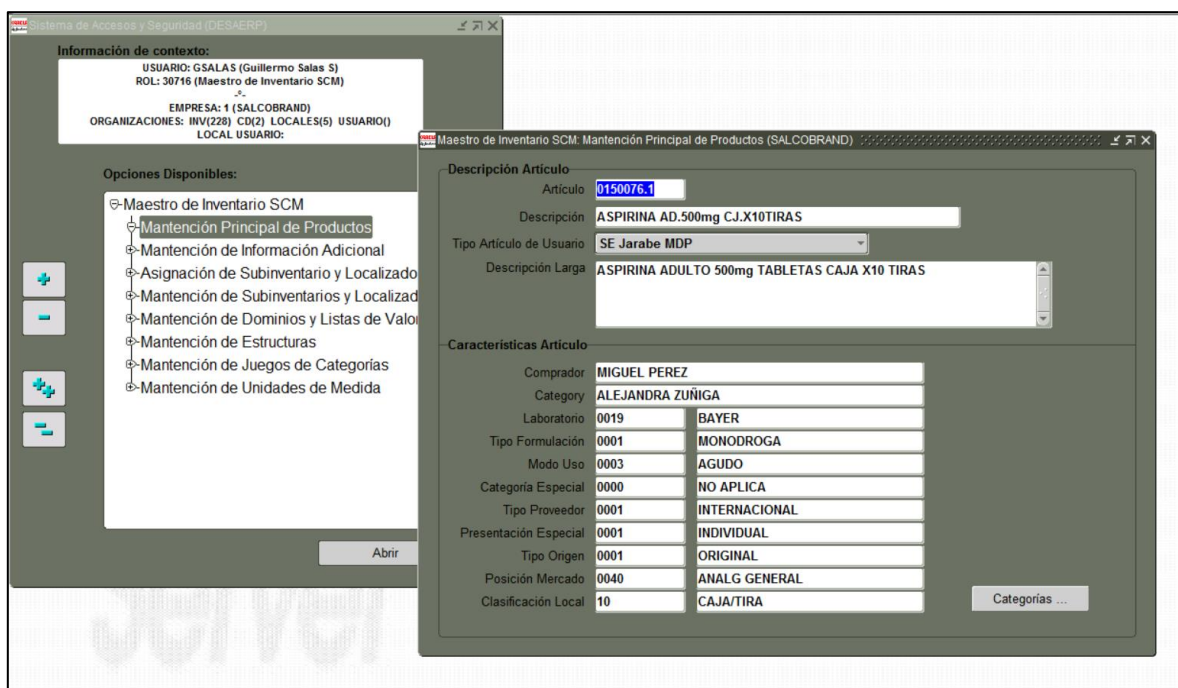 Sistema de Accesos y Seguridad (DESAERP)
Información de contexto:
USUARIO: GSALAS (Guillermo Salas S)
ROL: 30716 (Maestro de Inventario SCM)
-°-
EMPRESA: 1 (SALCOBRAND)
ORGANIZACIONES: INV(228) CD(2) LOCALES(5) USUARIO()
LOCAL USUARIO:
Opciones Disponibles:
Maestro de Inventario SCM
Mantención Principal de Productos
Mantención de Información Adicional
Asignación de Subinventario y Localizado
Mantención de Subinventarios y Localizad
Mantención de Dominios y Listas de Valo
Mantención de Estructuras
Mantención de Juegos de Categorías
Mantención de Unidades de Medida
Abrir
Maestro de Inventario SCM: Mantención Principal de Productos (SALCOBRAND)
Descripción Artículo
Artículo 0150076.1
Descripción ASPIRINA AD.500mg CJ.X10TIRAS
Tipo Artículo de Usuario SE Jarabe MDP
Descripción Larga ASPIRINA ADULTO 500mg TABLETAS CAJA X10 TIRAS
Características Artículo
Comprador MIGUEL PEREZ
Category ALEJANDRA ZUÑIGA
Laboratorio 0019 BAYER
Tipo Formulación 0001 MONODROGA
Modo Uso 0003 AGUDO
Categoría Especial 0000 NO APLICA
Tipo Proveedor 0001 INTERNACIONAL
Presentación Especial 0001 INDIVIDUAL
Tipo Origen 0001 ORIGINAL
Posición Mercado 0040 ANALG GENERAL
Clasificación Local 10 CAJA/TIRA
Categorías ...
Server